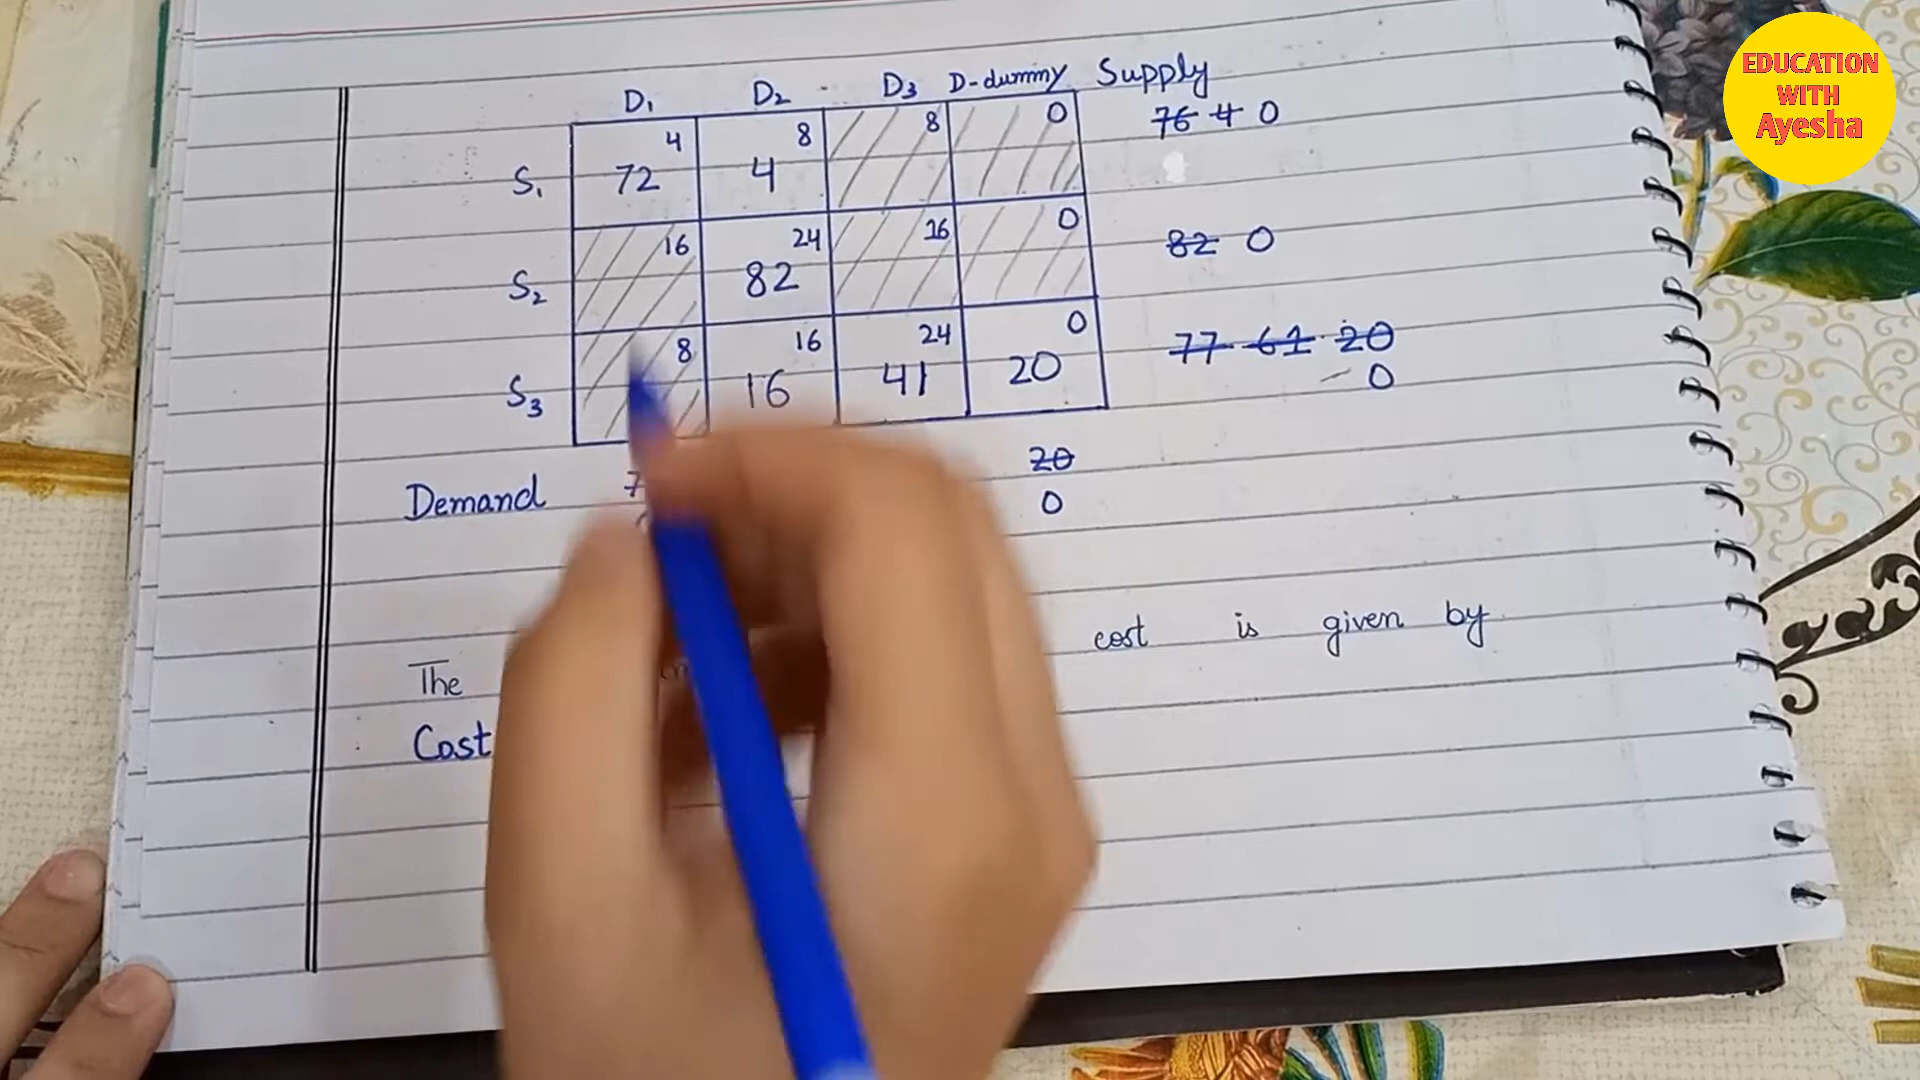 EDUCATION
WITH
Ayesha
D₁ D₂ D₃ D-dummy Supply
4 8 8 0 76 4 0
S₁ 72 4
16 24 16 0 82 0
S₂ 82
8 16 24 0 77 61 20
S₃ 16 41 20 0
Demand 20
0
The cost is given by
Cost